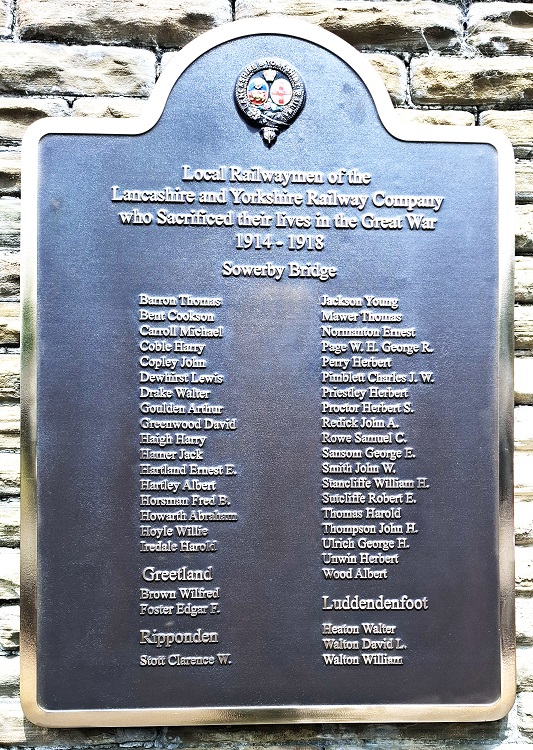 LANCASHIRE & YORKSHIRE
Local Railwaymen of the
Lancashire and Yorkshire Railway Company
who Sacrificed their lives in the Great War
1914 - 1918
Sowerby Bridge
Barron Thomas
Bent Cookson
Carroll Michael
Coble Harry
Copley John
Dewhirst Lewis
Drake Walter
Goulden Arthur
Greenwood David
Haigh Harry
Hamer Jack
Hartland Ernest E.
Hartley Albert
Horsman Fred B.
Howarth Abraham
Hoyle Willie
Iredale Harold
Greetland
Brown Wilfred
Foster Edgar F.
Ripponden
Stott Clarence W.
Jackson Young
Mawer Thomas
Normanton Ernest
Page W. H. George R.
Perry Herbert
Pimblett Charles J. W.
Priestley Herbert
Proctor Herbert S.
Redick John A.
Rowe Samuel C.
Sansom George E.
Smith John W.
Stancliffe William H.
Sutcliffe Robert E.
Thomas Harold
Thompson John H.
Ulrich George H.
Unwin Herbert
Wood Albert
Luddendenfoot
Heaton Walter
Walton David L.
Walton William